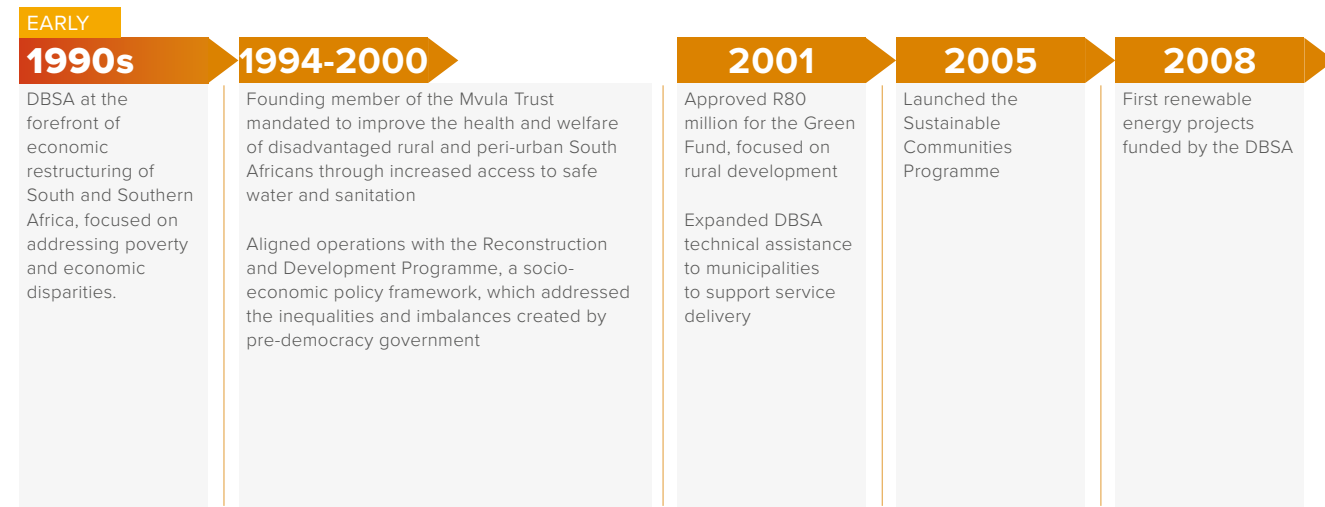 EARLY
1990s
DBSA at the
forefront of
economic
restructuring of
South and Southern
Africa, focused on
addressing poverty
and economic
disparities.
1994-2000
Founding member of the Mvula Trust
mandated to improve the health and welfare
of disadvantaged rural and peri-urban South
Africans through increased access to safe
water and sanitation
Aligned operations with the Reconstruction
and Development Programme, a socio-
economic policy framework, which addressed
the inequalities and imbalances created by
pre-democracy government
2001
Approved R80
million for the Green
Fund, focused on
rural development
Expanded DBSA
technical assistance
to municipalities
to support service
delivery
2005
Launched the
Sustainable
Communities
Programme
2008
First renewable
energy projects
funded by the DBSA